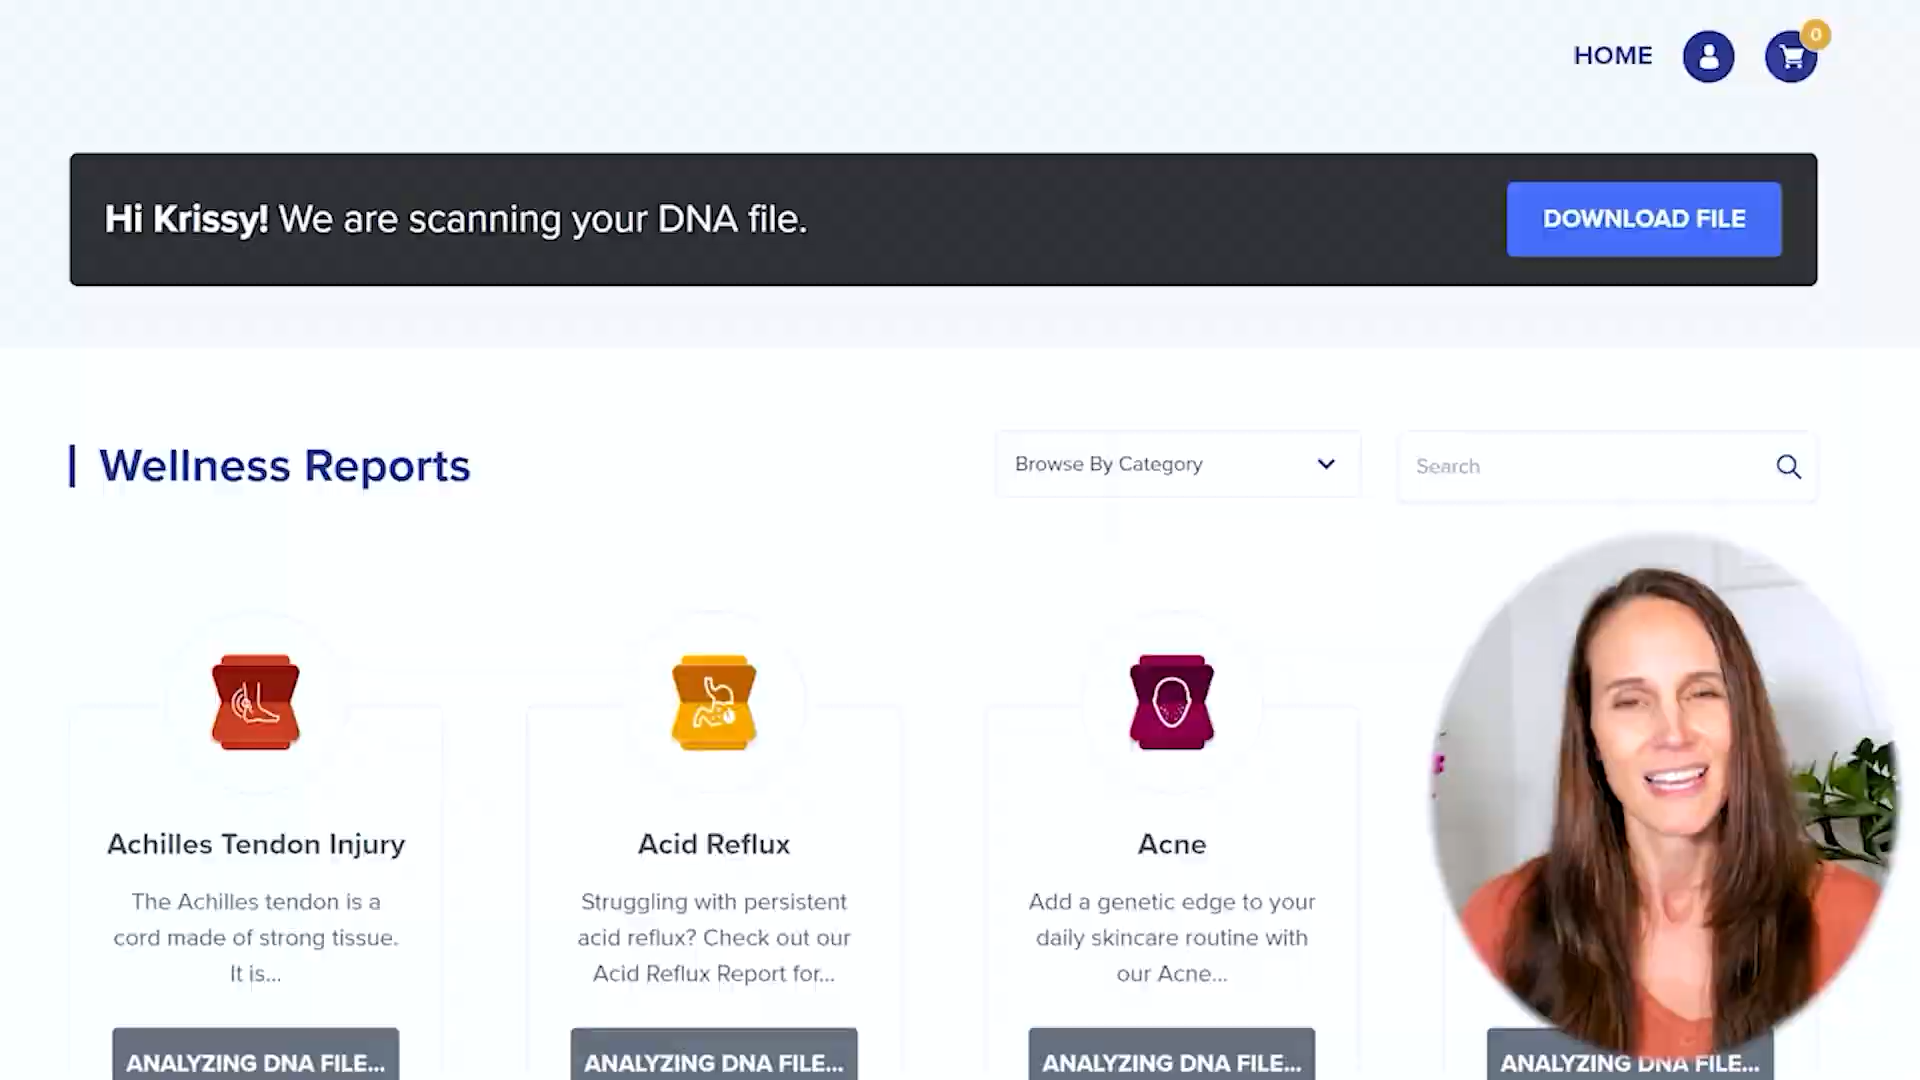 HOME
0
Hi Krissy! We are scanning your DNA file.
DOWNLOAD FILE
Wellness Reports
Browse By Category
Search
Achilles Tendon Injury
The Achilles tendon is a
cord made of strong tissue.
It is...
ANALYZING DNA FILE...
Acid Reflux
Struggling with persistent
acid reflux? Check out our
Acid Reflux Report for...
ANALYZING DNA FILE...
Acne
Add a genetic edge to your
daily skincare routine with
our Acne...
ANALYZING DNA FILE...
ANALYZING DNA FILE...